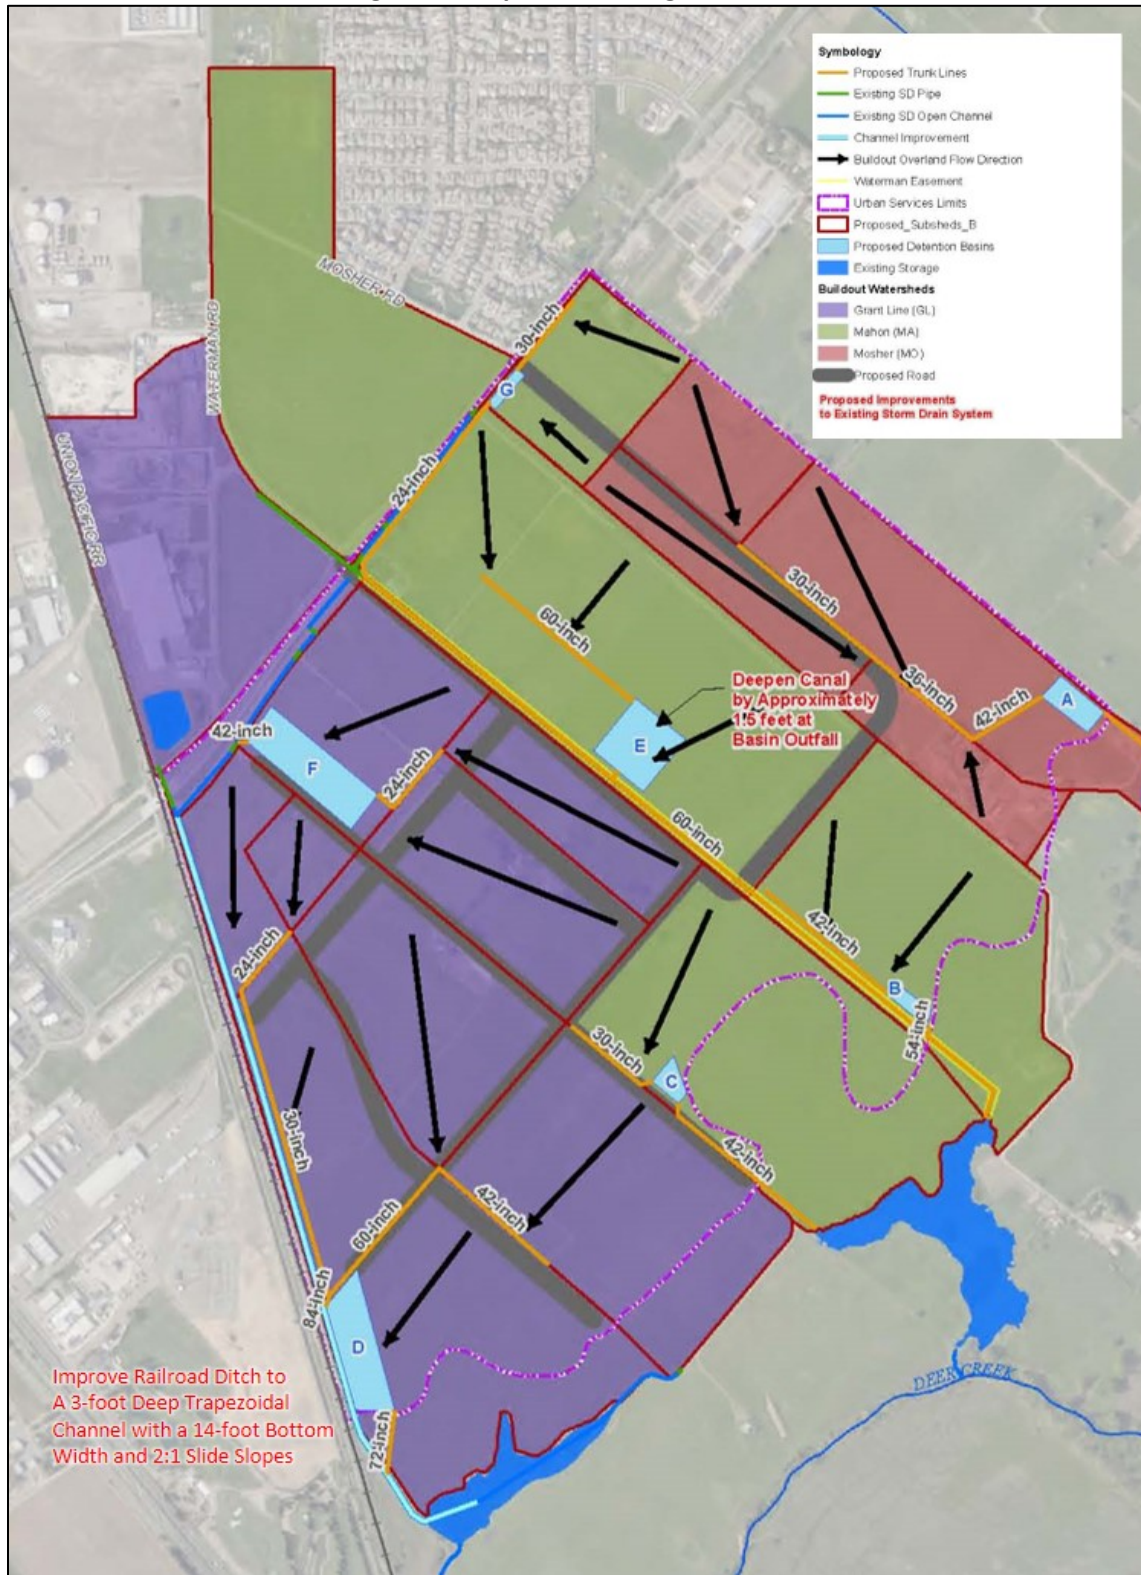 Symbology
Proposed Trunk Lines
Existing SD Pipe
Existing SD Open Channel
Channel Improvement
Buildout Overland Flow Direction
Waterman Easement
Urban Services Limits
Proposed_Subsheds_B
Proposed Detention Basins
Existing Storage
Buildout Watersheds
Grant Line (GL)
Mahon (MA)
Mosher (MO)
Proposed Road
Proposed Improvements
to Existing Storm Drain System
MOSHER RD
WATERMAN RD
UNION PACIFIC RR
30-inch
G
24-inch
30-inch
60-inch
36-inch
42-inch
A
Deepen Canal
by Approximately
1.5 feet at
Basin Outfall
E
42-inch
F
24-inch
60-inch
42-inch
B
54-inch
24-inch
30-inch
C
42-inch
30-inch
42-inch
60-inch
84-inch
D
72-inch
DEER CREEK
Improve Railroad Ditch to
A 3-foot Deep Trapezoidal
Channel with a 14-foot Bottom
Width and 2:1 Slide Slopes